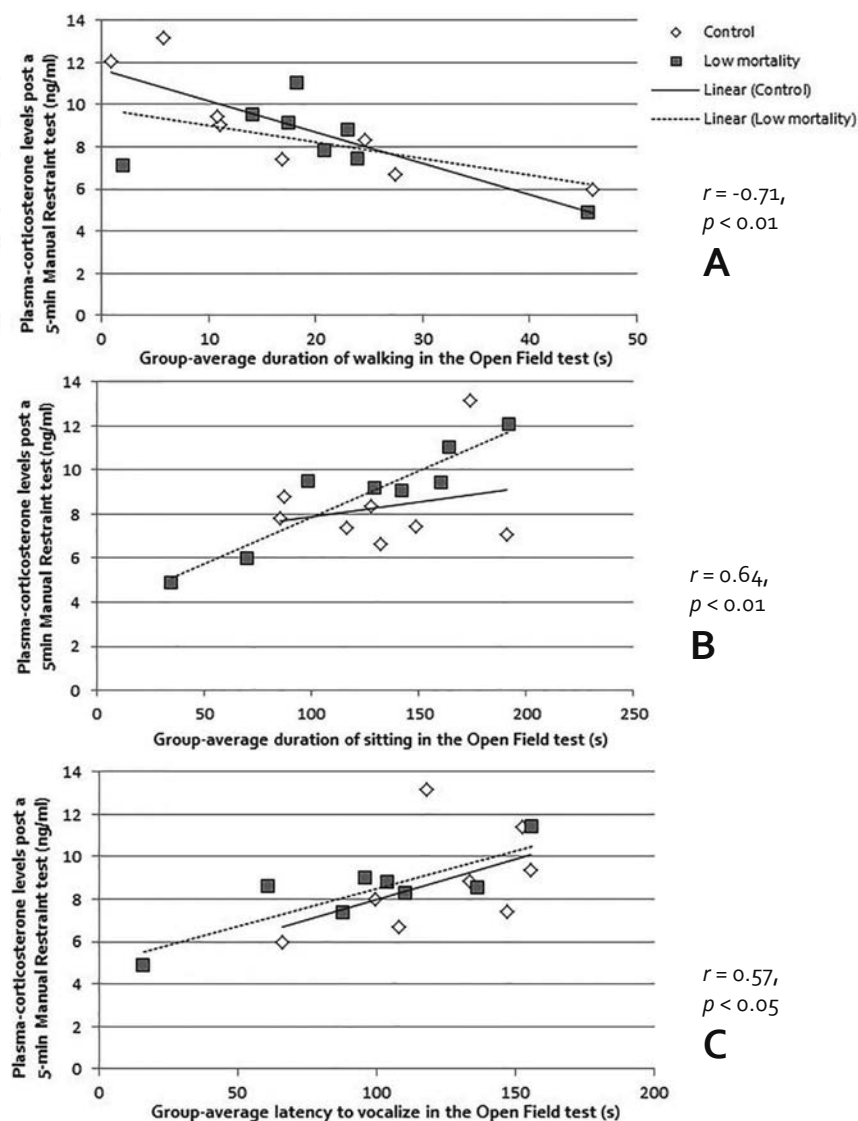 Plasma-corticosterone levels post a
5-min Manual Restraint test (ng/ml)
14
12
10
8
6
4
2
0
0 10 20 30 40 50
Group-average duration of walking in the Open Field test (s)
Control
Low mortality
Linear (Control)
Linear (Low mortality)
r = -0.71,
p < 0.01
A
Plasma-corticosterone levels post a
5min Manual Restraint test (ng/ml)
14
12
10
8
6
4
2
0
0 50 100 150 200 250
Group-average duration of sitting in the Open Field test (s)
r = 0.64,
p < 0.01
B
Plasma-corticosterone levels post a
5-min Manual Restraint test (ng/ml)
14
12
10
8
6
4
2
0
0 50 100 150 200
Group-average latency to vocalize in the Open Field test (s)
r = 0.57,
p < 0.05
C